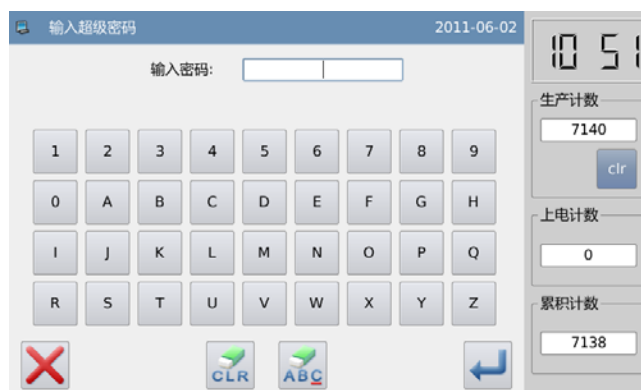 输入超级密码 2011-06-02
输入密码:
1 2 3 4 5 6 7 8 9
0 A B C D E F G H
I J K L M N O P Q
R S T U V W X Y Z
CLR ABC
10 51
生产计数
7140
clr
上电计数
0
累积计数
7138